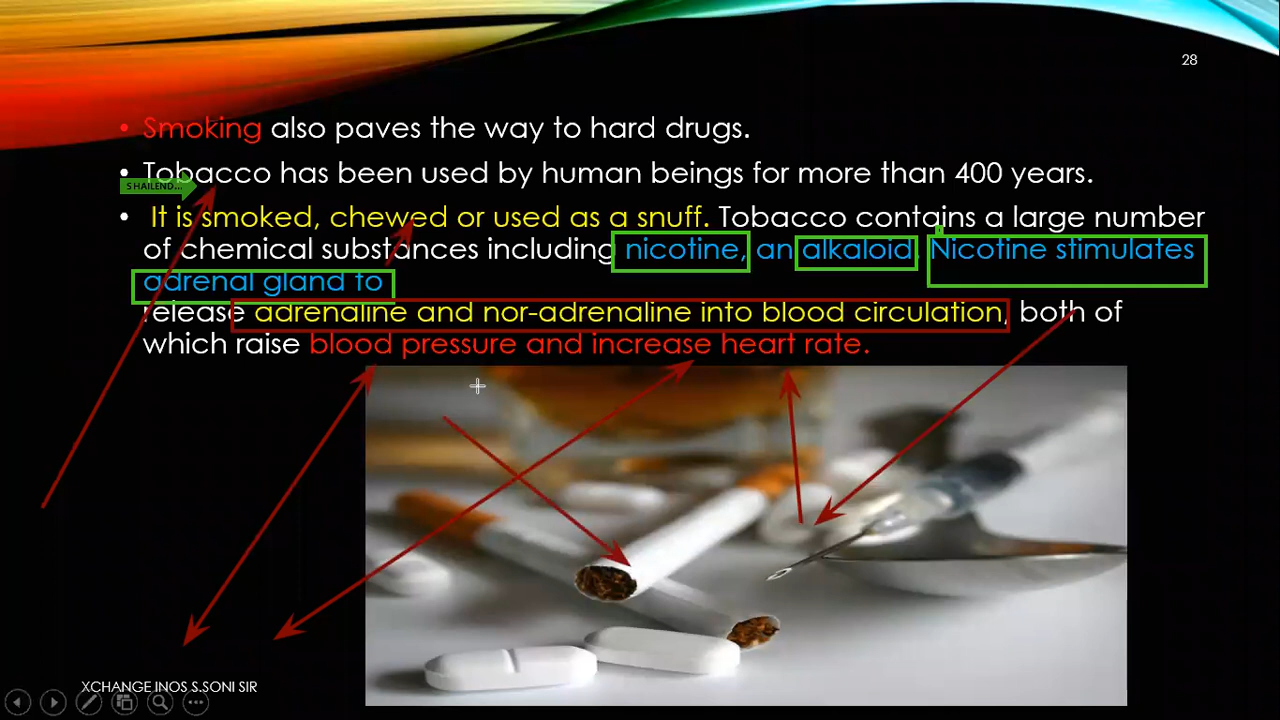 28
Smoking also paves the way to hard drugs.
Tobacco has been used by human beings for more than 400 years.
SHAILEND...
It is smoked, chewed or used as a snuff. Tobacco contains a large number
of chemical substances including nicotine, an alkaloid. Nicotine stimulates
adrenal gland to
release adrenaline and nor-adrenaline into blood circulation, both of
which raise blood pressure and increase heart rate.
XCHANGE INOS S.SONI SIR